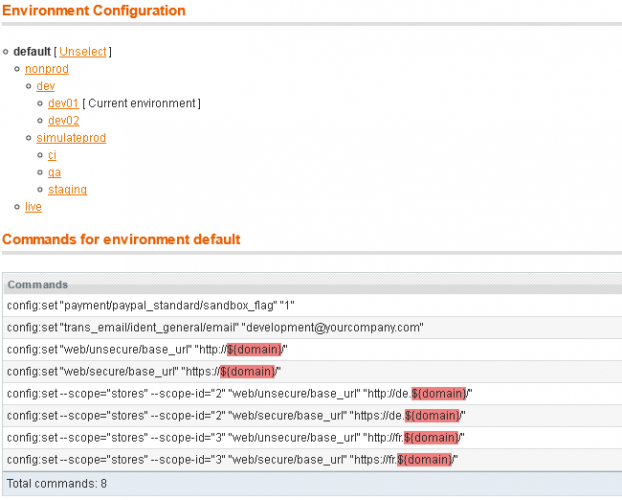 Environment Configuration
default [ Unselect ]
nonprod
dev
dev01 [ Current environment ]
dev02
simulateprod
ci
qa
staging
live
Commands for environment default
Commands
config:set "payment/paypal_standard/sandbox_flag" "1"
config:set "trans_email/ident_general/email" "development@yourcompany.com"
config:set "web/unsecure/base_url" "http://${domain}/"
config:set "web/secure/base_url" "https://${domain}/"
config:set --scope="stores" --scope-id="2" "web/unsecure/base_url" "http://de.${domain}/"
config:set --scope="stores" --scope-id="2" "web/secure/base_url" "https://de.${domain}/"
config:set --scope="stores" --scope-id="3" "web/unsecure/base_url" "http://fr.${domain}/"
config:set --scope="stores" --scope-id="3" "web/secure/base_url" "https://fr.${domain}/"
Total commands: 8